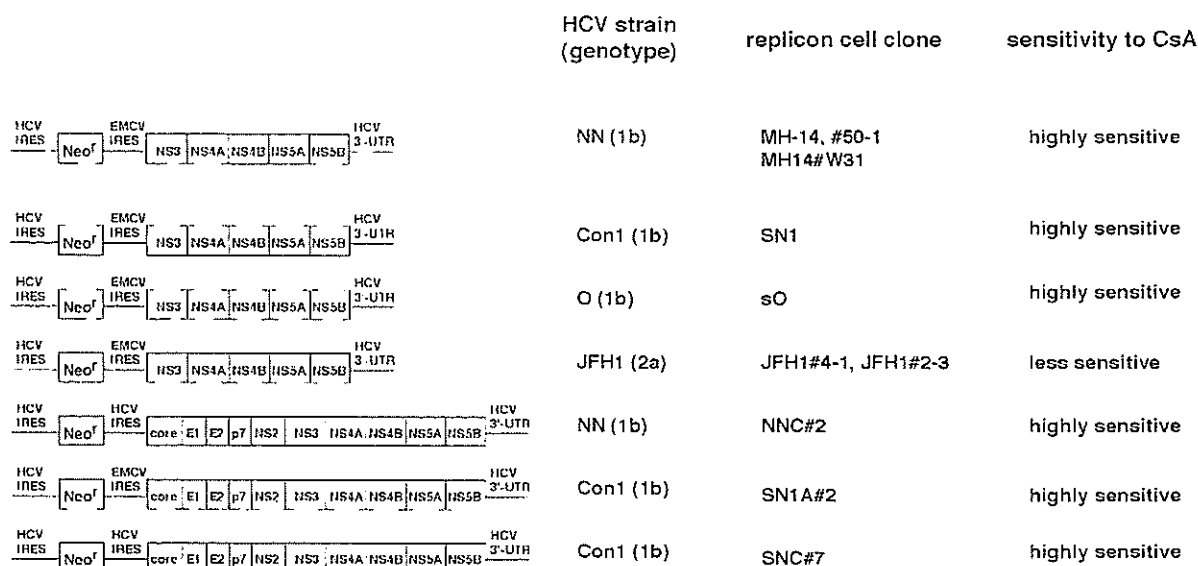 HCV strain
(genotype) replicon cell clone sensitivity to CsA
HCV IRES Neor EMCV IRES NS3 NS4A NS4B NS5A NS5B HCV 3'-UTR NN (1b) MH-14, #50-1 highly sensitive
MH14#W31
HCV IRES Neor EMCV IRES NS3 NS4A NS4B NS5A NS5B HCV 3'-UTR Con1 (1b) SN1 highly sensitive
HCV IRES Neor EMCV IRES NS3 NS4A NS4B NS5A NS5B HCV 3'-UTR O (1b) sO highly sensitive
HCV IRES Neor EMCV IRES NS3 NS4A NS4B NS5A NS5B HCV 3'-UTR JFH1 (2a) JFH1#4-1, JFH1#2-3 less sensitive
HCV IRES Neor HCV IRES core E1 E2 p7 NS2 NS3 NS4A NS4B NS5A NS5B HCV 3'-UTR NN (1b) NNC#2 highly sensitive
HCV IRES Neor EMCV IRES core E1 E2 p7 NS2 NS3 NS4A NS4B NS5A NS5B HCV 3'-UTR Con1 (1b) SN1A#2 highly sensitive
HCV IRES Neor HCV IRES core E1 E2 p7 NS2 NS3 NS4A NS4B NS5A NS5B HCV 3'-UTR Con1 (1b) SNC#7 highly sensitive